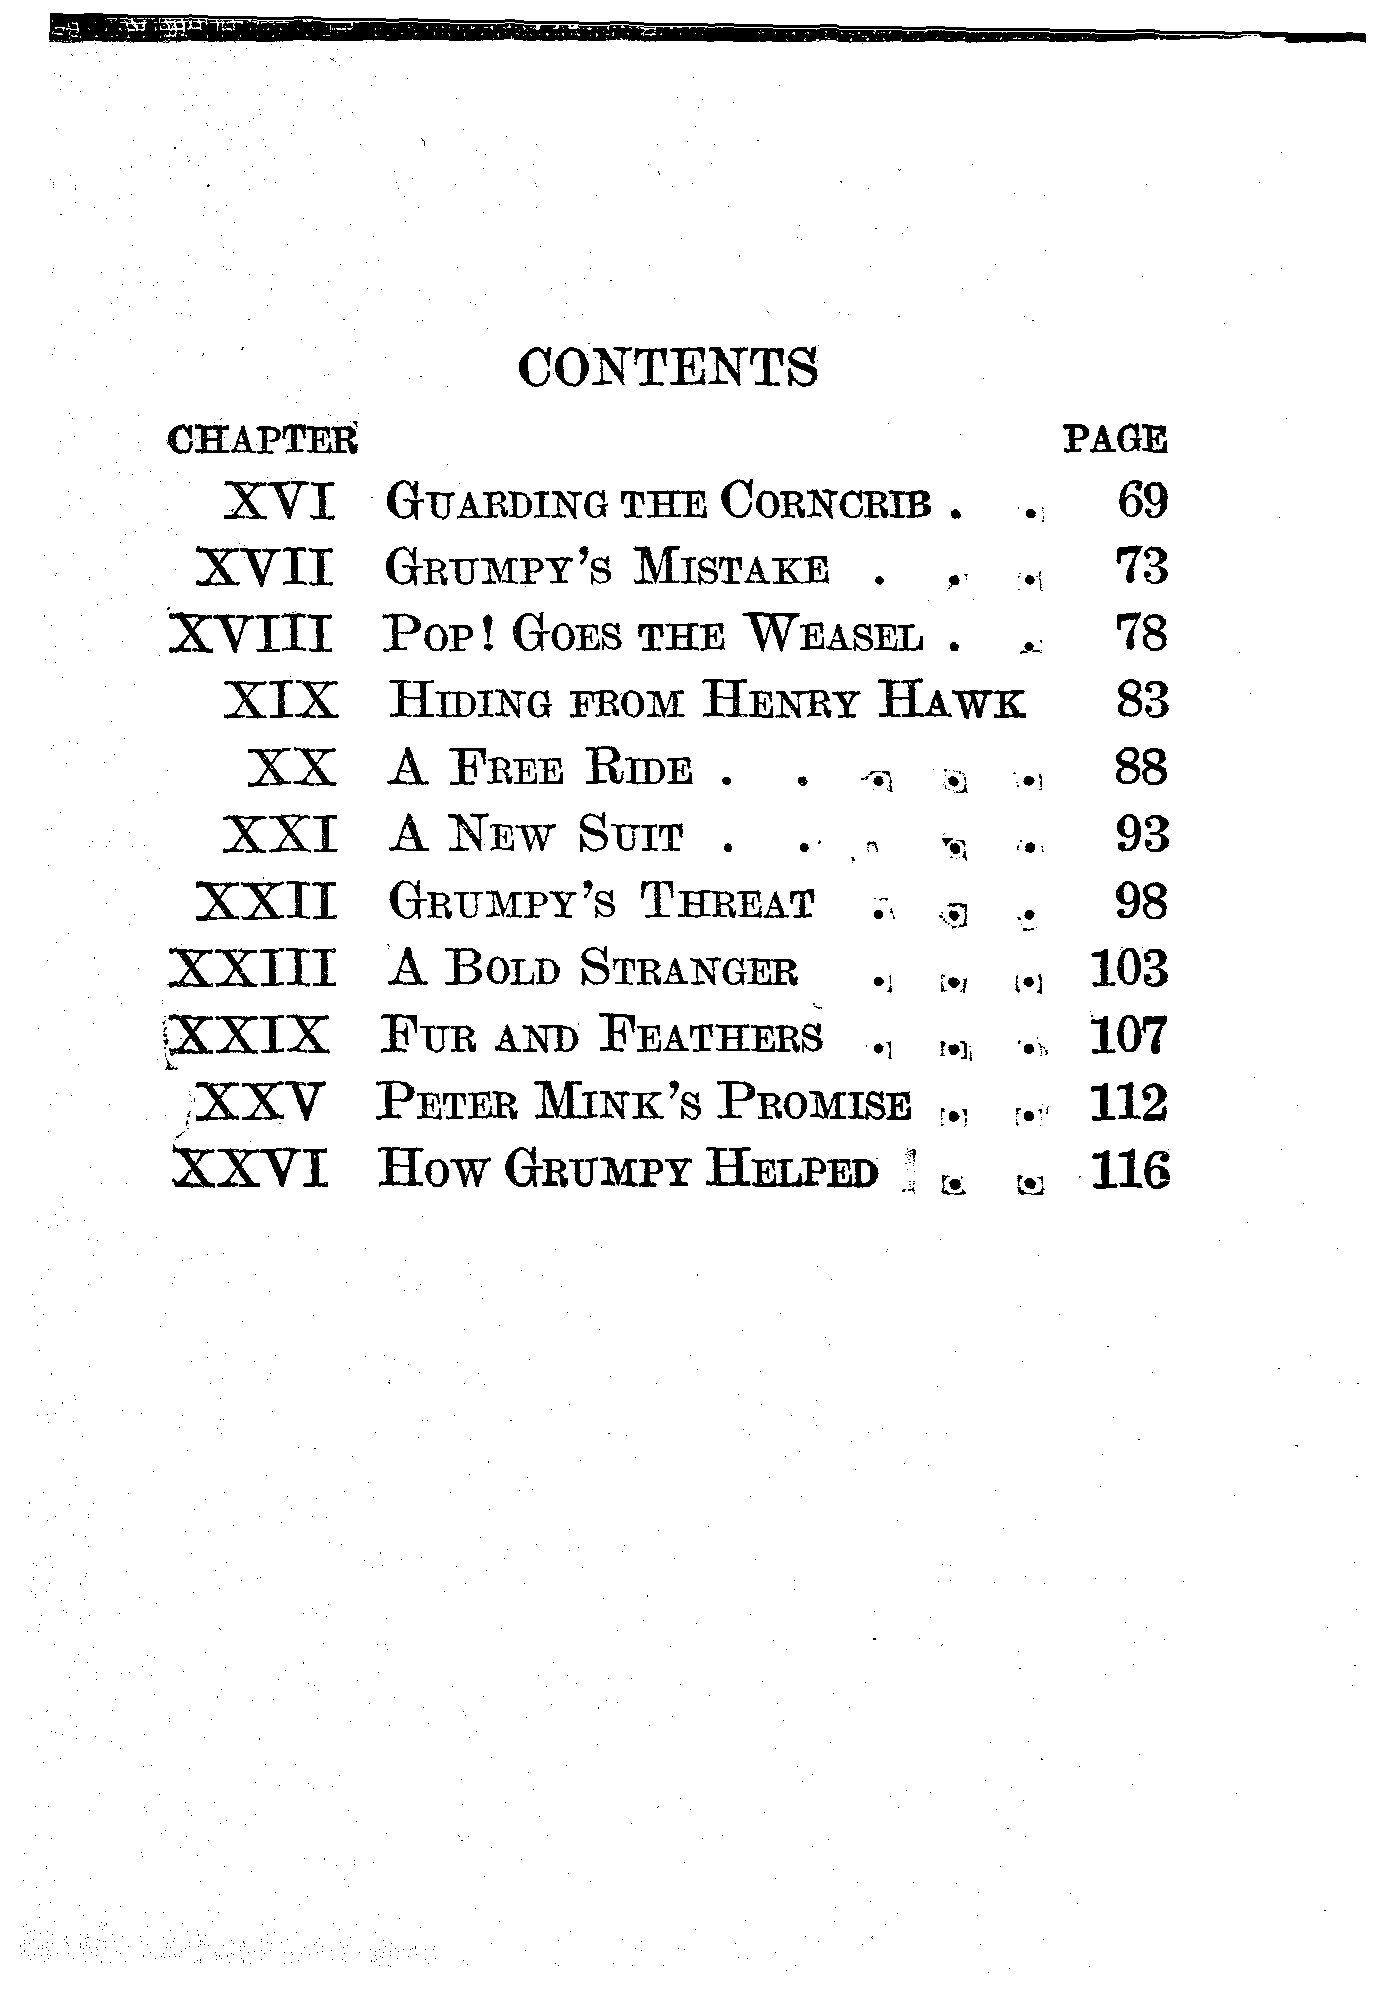 CONTENTS
CHAPTER PAGE
XVI GUARDING THE CORNCRIB . . 69
XVII GRUMPY'S MISTAKE . . . 73
XVIII POP! GOES THE WEASEL . . 78
XIX HIDING FROM HENRY HAWK 83
XX A FREE RIDE . . . . . 88
XXI A NEW SUIT . . . . . 93
XXII GRUMPY'S THREAT . . . 98
XXIII A BOLD STRANGER . . . 103
XXIX FUR AND FEATHERS . . . 107
XXV PETER MINK'S PROMISE . . 112
XXVI HOW GRUMPY HELPED . . . 116